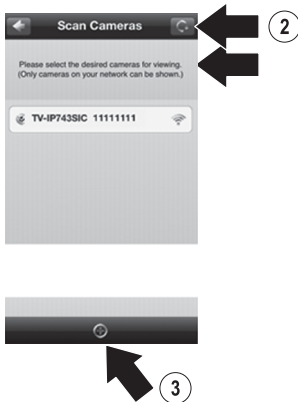 Scan Cameras
2
Please select the desired cameras for viewing.
(Only cameras on your network can be shown.)
TV-IP743SIC 11111111
3